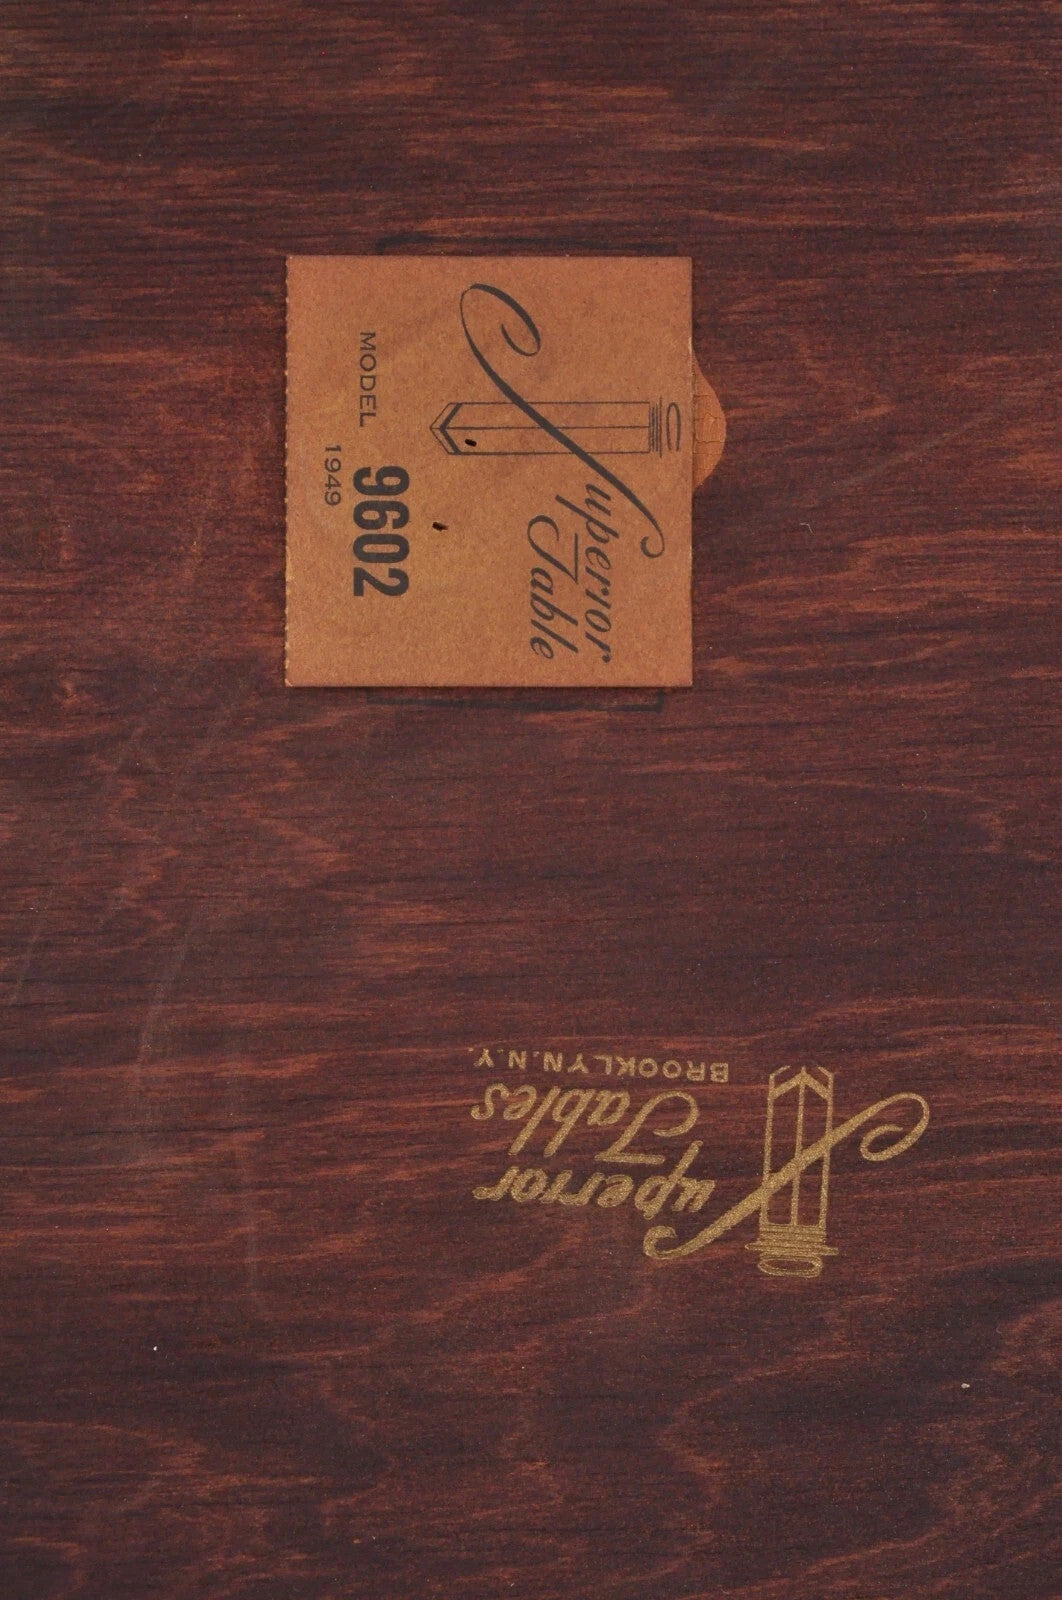 Superior
Table
MODEL 9602
1949
Superior
Tables
BROOKLYN. N.Y.